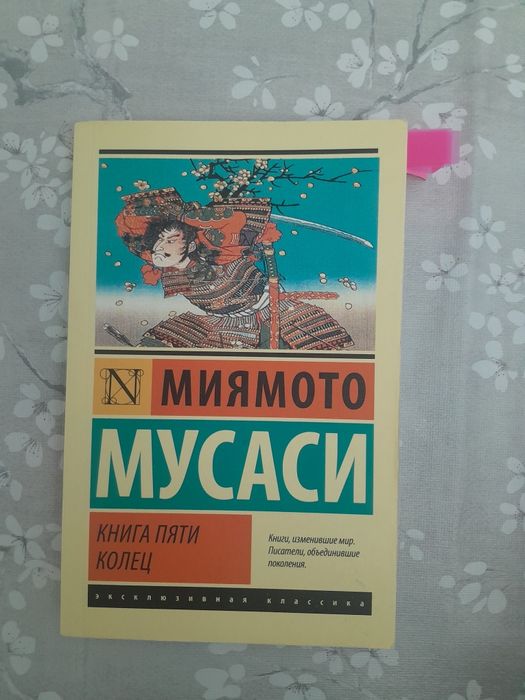 N
МИЯМОТО
МУСАСИ
КНИГА ПЯТИ
КОЛЕЦ
Книги, изменившие мир.
Писатели, объединившие
поколения.
эксклюзивная классика